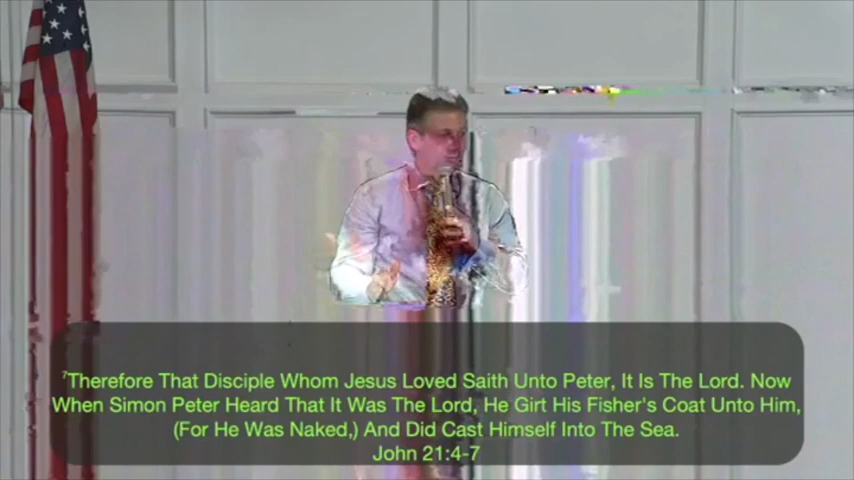 ⁷Therefore That Disciple Whom Jesus Loved Saith Unto Peter, It Is The Lord. Now
When Simon Peter Heard That It Was The Lord, He Girt His Fisher's Coat Unto Him,
(For He Was Naked,) And Did Cast Himself Into The Sea.
John 21:4-7